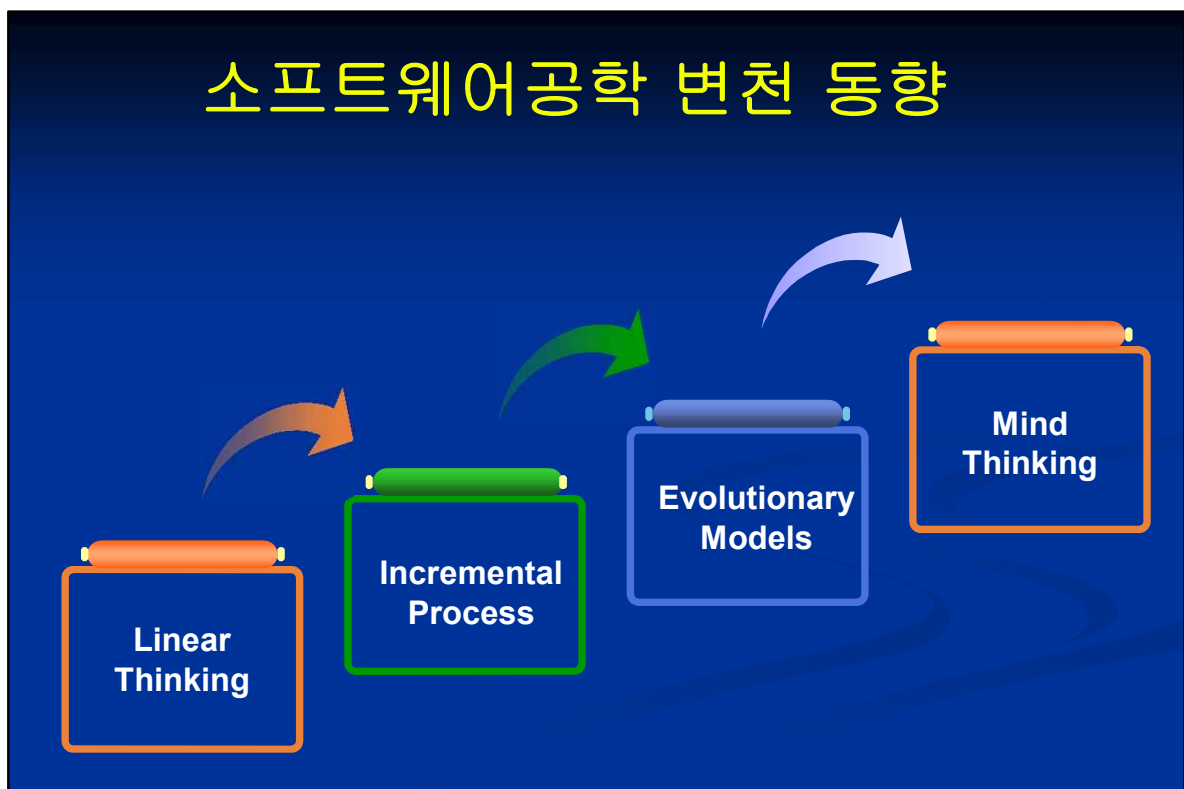 소프트웨어공학 변천 동향
Linear
Thinking
Incremental
Process
Evolutionary
Models
Mind
Thinking